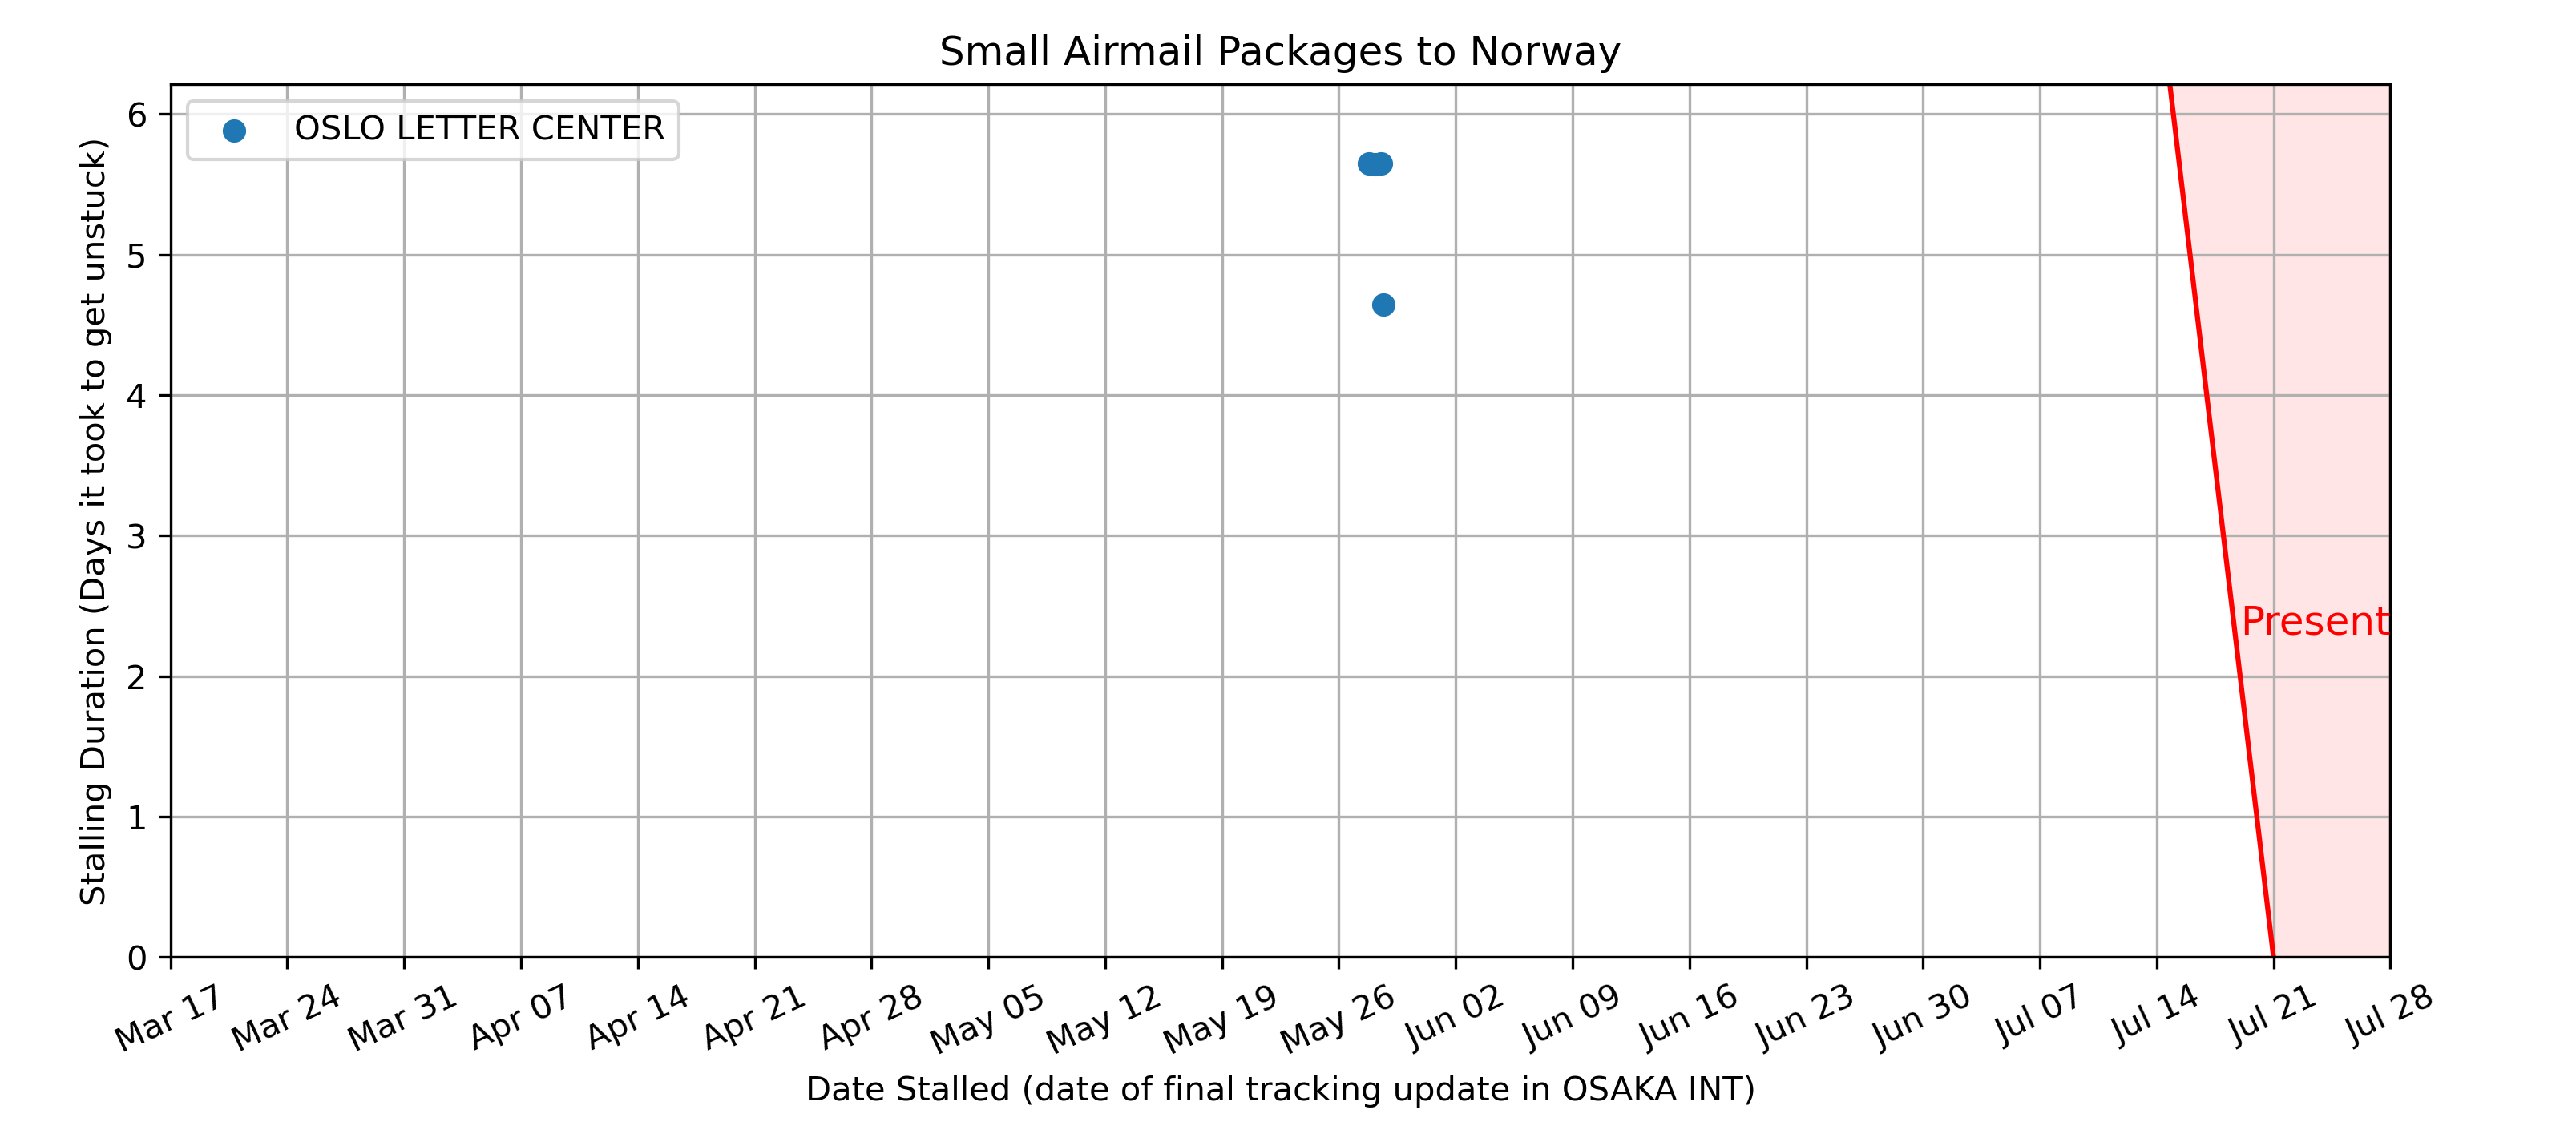 Small Airmail Packages to Norway
OSLO LETTER CENTER
Stalling Duration (Days it took to get unstuck)
6
5
4
3
2
1
0
Present
Mar 17
Mar 24
Mar 31
Apr 07
Apr 14
Apr 21
Apr 28
May 05
May 12
May 19
May 26
Jun 02
Jun 09
Jun 16
Jun 23
Jun 30
Jul 07
Jul 14
Jul 21
Jul 28
Date Stalled (date of final tracking update in OSAKA INT)